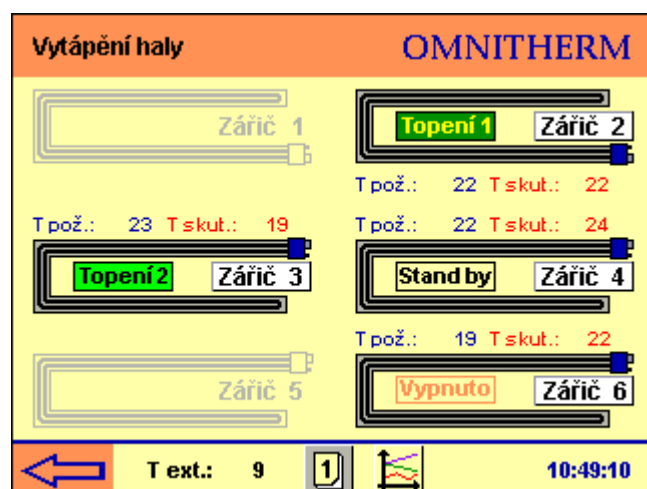 Vytápění haly OMNITHERM
Zářič 1
Topení 1 Zářič 2
T pož.: 22 T skut.: 22
T pož.: 23 T skut.: 19
T pož.: 22 T skut.: 24
Topení 2 Zářič 3
Stand by Zářič 4
T pož.: 19 T skut.: 22
Zářič 5
Vypnuto Zářič 6
T ext.: 9 1 10:49:10